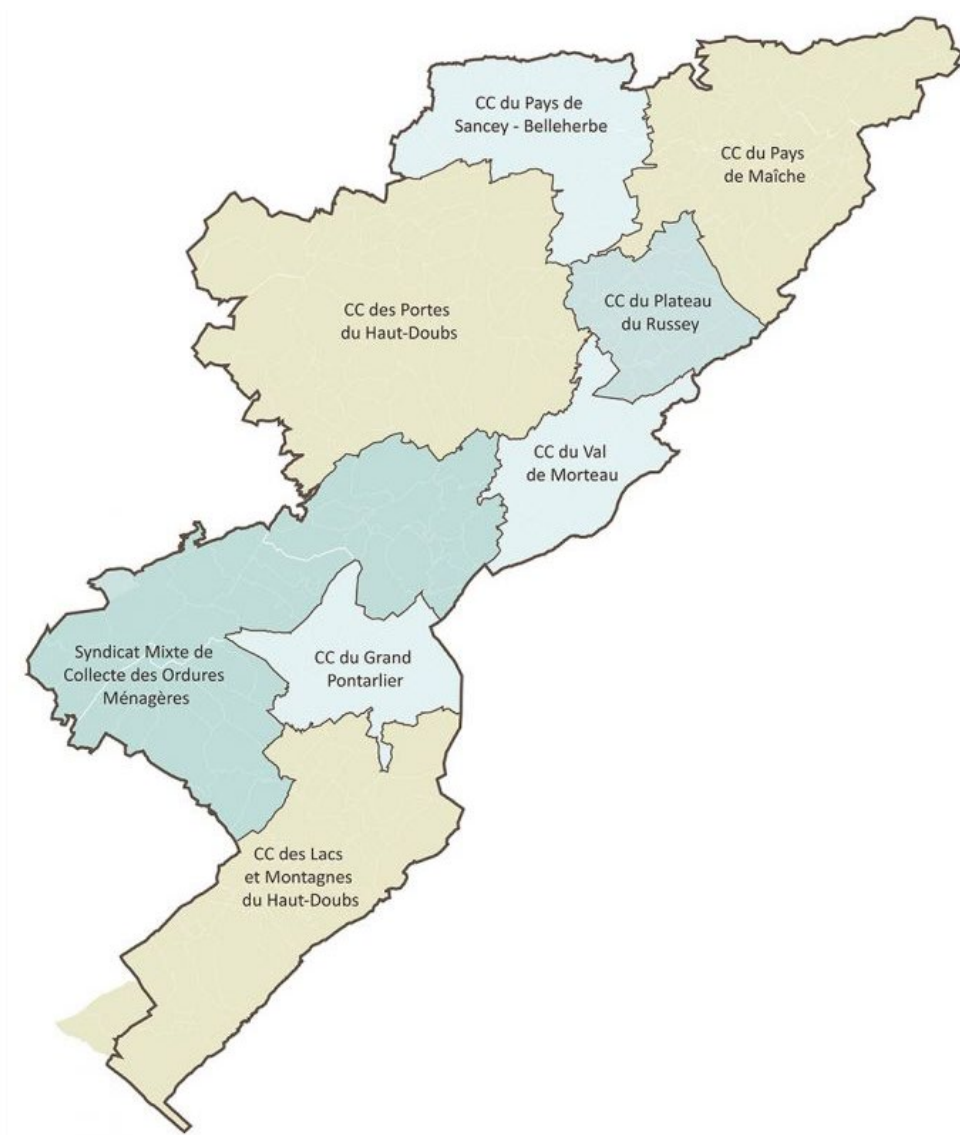 CC du Pays de
Sancey - Belleherbe
CC du Pays
de Maîche
CC des Portes
du Haut-Doubs
CC du Plateau
du Russey
CC du Val
de Morteau
Syndicat Mixte de
Collecte des Ordures
Ménagères
CC du Grand
Pontarlier
CC des Lacs
et Montagnes
du Haut-Doubs